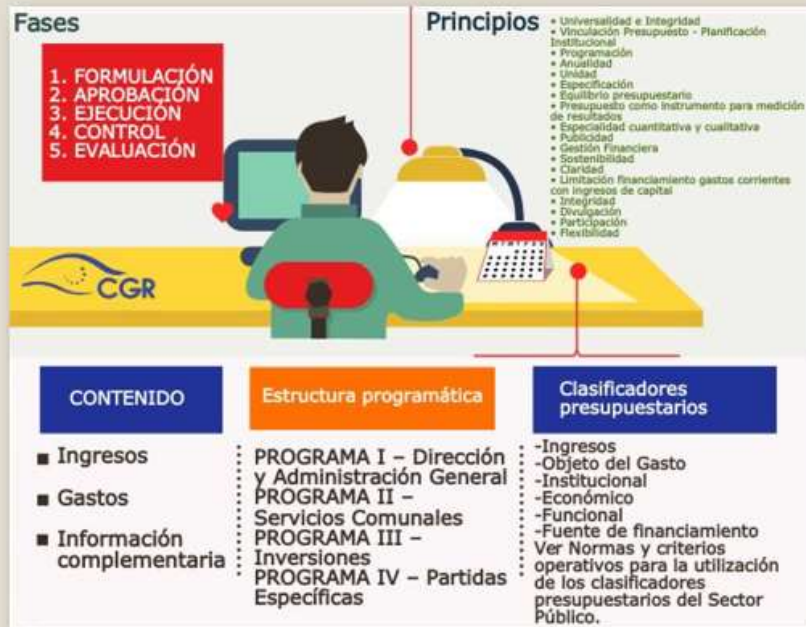 Fases
1. FORMULACIÓN
2. APROBACIÓN
3. EJECUCIÓN
4. CONTROL
5. EVALUACIÓN
Principios
• Universalidad e Integridad
• Vinculación Presupuesto - Planificación
Institucional
• Programación
• Anualidad
• Unidad
• Especificación
• Equilibrio presupuestario
• Presupuesto como instrumento para medición
de resultados
• Especialidad cuantitativa y cualitativa
• Publicidad
• Gestión Financiera
• Sostenibilidad
• Claridad
• Limitación financiamiento gastos corrientes
con ingresos de capital
• Integridad
• Divulgación
• Participación
• Flexibilidad
CGR
CONTENIDO
■ Ingresos
■ Gastos
■ Información
complementaria
Estructura programática
PROGRAMA I – Dirección
y Administración General
PROGRAMA II –
Servicios Comunales
PROGRAMA III –
Inversiones
PROGRAMA IV – Partidas
Específicas
Clasificadores
presupuestarios
-Ingresos
-Objeto del Gasto
-Institucional
-Económico
-Funcional
-Fuente de financiamiento
Ver Normas y criterios
operativos para la utilización
de los clasificadores
presupuestarios del Sector
Público.